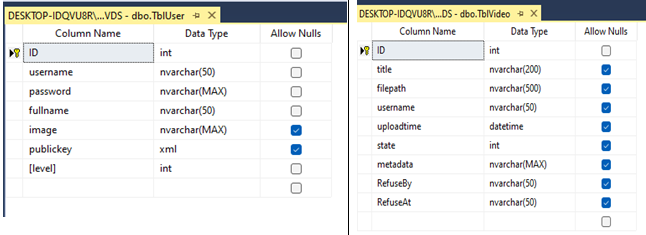 DESKTOP-IDQVU8R\...VDS - dbo.TblUser
Column Name Data Type Allow Nulls
ID int
username nvarchar(50)
password nvarchar(MAX)
fullname nvarchar(50)
image nvarchar(MAX)
publickey xml
[level] int
DESKTOP-IDQVU8R\...VDS - dbo.TblVideo
Column Name Data Type Allow Nulls
ID int
title nvarchar(200)
filepath nvarchar(500)
username nvarchar(50)
uploadtime datetime
state int
metadata nvarchar(MAX)
RefuseBy nvarchar(50)
RefuseAt nvarchar(50)